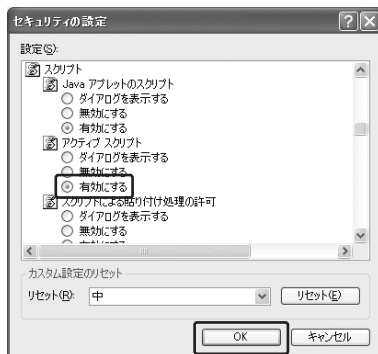 セキュリティの設定
設定(S):
スクリプト
Java アプレットのスクリプト
ダイアログを表示する
無効にする
有効にする
アクティブ スクリプト
ダイアログを表示する
無効にする
有効にする
スクリプトによる貼り付け処理の許可
ダイアログを表示する
無効にする
有効にする
カスタム設定のリセット
リセット(R): 中 リセット(E)
OK キャンセル